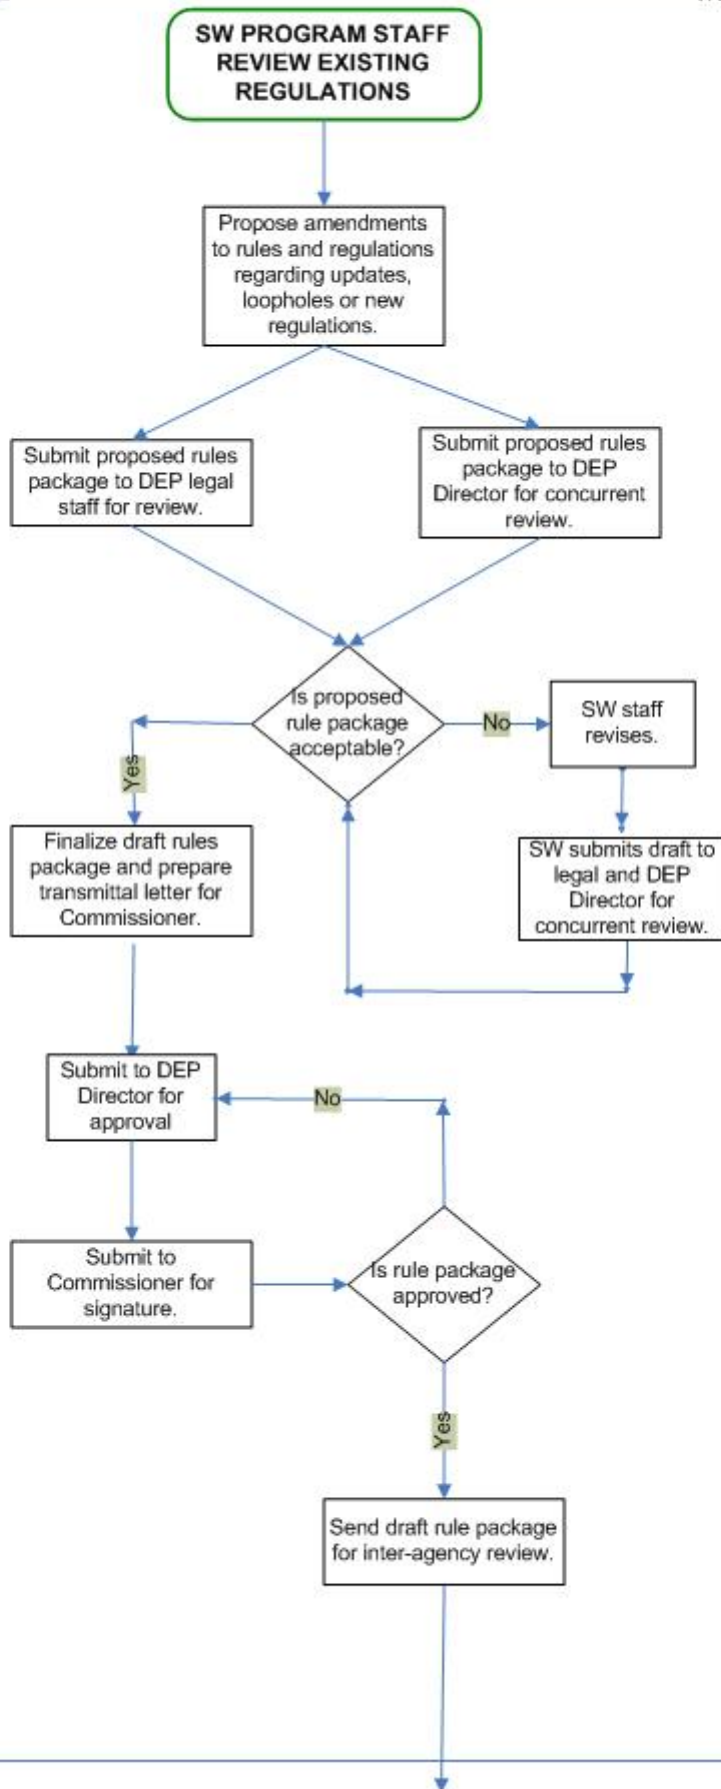 SW PROGRAM STAFF
REVIEW EXISTING
REGULATIONS
Propose amendments
to rules and regulations
regarding updates,
loopholes or new
regulations.
Submit proposed rules
package to DEP legal
staff for review.
Submit proposed rules
package to DEP
Director for concurrent
review.
Is proposed
rule package
acceptable?
No
SW staff
revises.
Yes
Finalize draft rules
package and prepare
transmittal letter for
Commissioner.
SW submits draft to
legal and DEP
Director for
concurrent review.
Submit to DEP
Director for
approval
No
Submit to
Commissioner for
signature.
Is rule package
approved?
Yes
Send draft rule package
for inter-agency review.